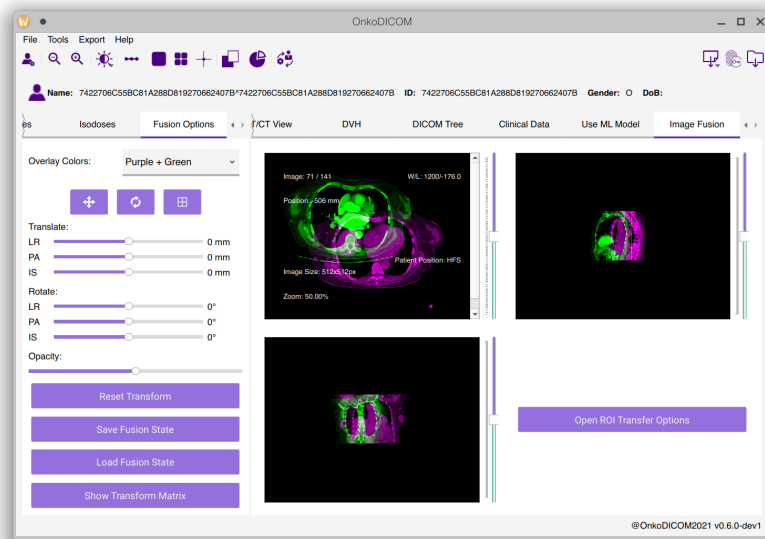 OnkoDICOM
File Tools Export Help
Name: 7422706C55BC81A288D819270662407B^7422706C55BC81A288D819270662407B ID: 7422706C55BC81A288D819270662407B Gender: O DoB:
es Isodoses Fusion Options T/CT View DVH DICOM Tree Clinical Data Use ML Model Image Fusion
Overlay Colors: Purple + Green
Translate:
LR 0 mm
PA 0 mm
IS 0 mm
Rotate:
LR 0°
PA 0°
IS 0°
Opacity:
Reset Transform
Save Fusion State
Load Fusion State
Show Transform Matrix
Image: 71 / 141 W/L: 1200/-176.0
Position: -506 mm
Patient Position: HFS
Image Size: 512x512px
Zoom: 50.00%
Open ROI Transfer Options
@OnkoDICOM2021 v0.6.0-dev1